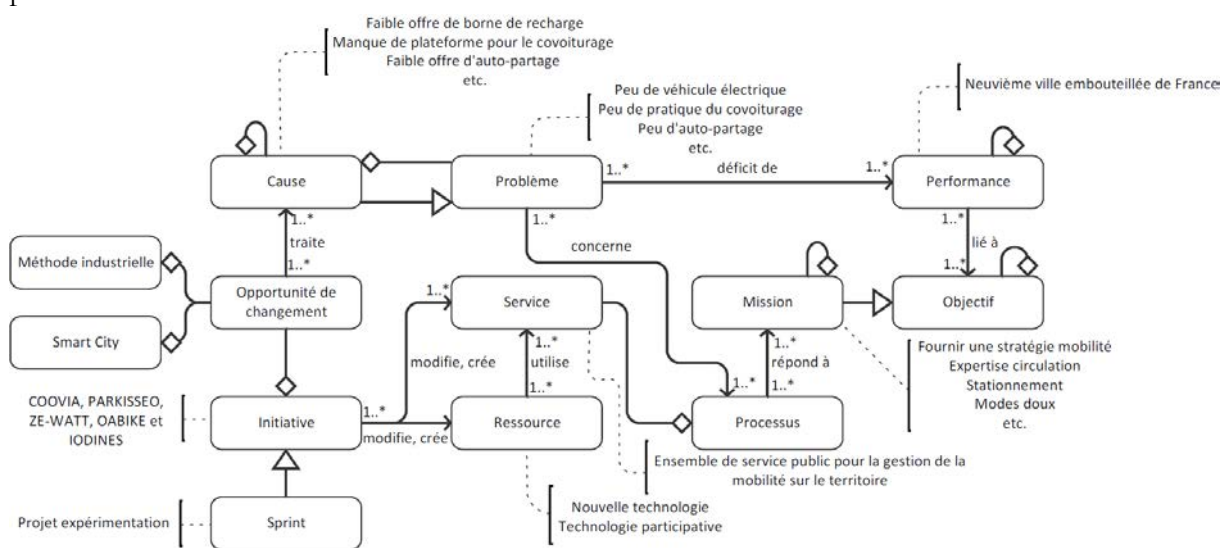 Faible offre de borne de recharge
Manque de plateforme pour le covoiturage
Faible offre d'auto-partage
etc.
Peu de véhicule électrique
Peu de pratique du covoiturage
Peu d'auto-partage
etc.
Neuvième ville embouteillée de France
Cause
Problème
1..*
déficit de
1..*
Performance
1..*
traite
1..*
1..*
concerne
1..*
lié à
1..*
Méthode industrielle
Opportunité de
changement
Smart City
1..*
Service
Mission
Objectif
modifie, crée
1..*
utilise
1..*
1..*
répond à
1..*
1..*
Fournir une stratégie mobilité
Expertise circulation
Stationnement
Modes doux
etc.
COOVIA, PARKISSEO,
ZE-WATT, OABIKE et
IODINES
Initiative
1..*
modifie, crée
Ressource
Processus
Ensemble de service public pour la gestion de la
mobilité sur le territoire
Nouvelle technologie
Technologie participative
Projet expérimentation
Sprint